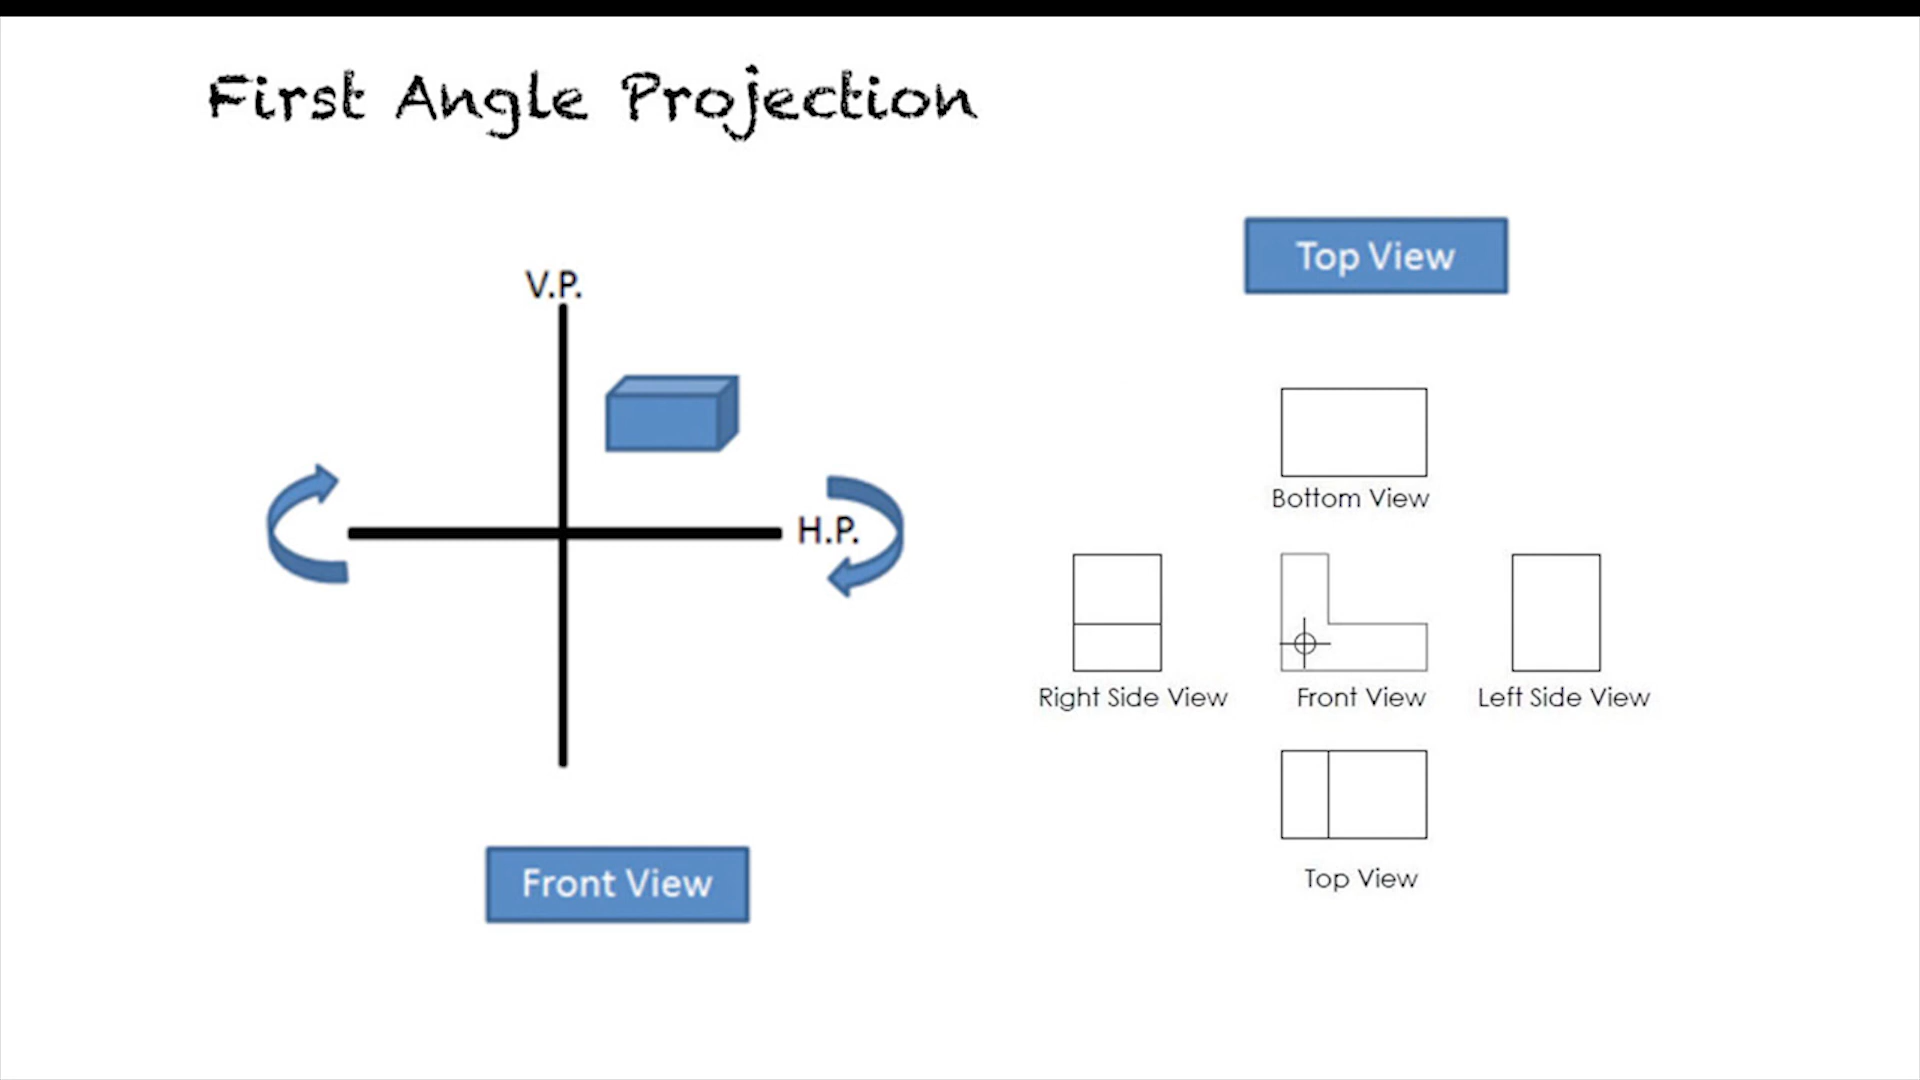 First Angle Projection
V.P.
H.P.
Front View
Top View
Bottom View
Right Side View
Front View
Left Side View
Top View